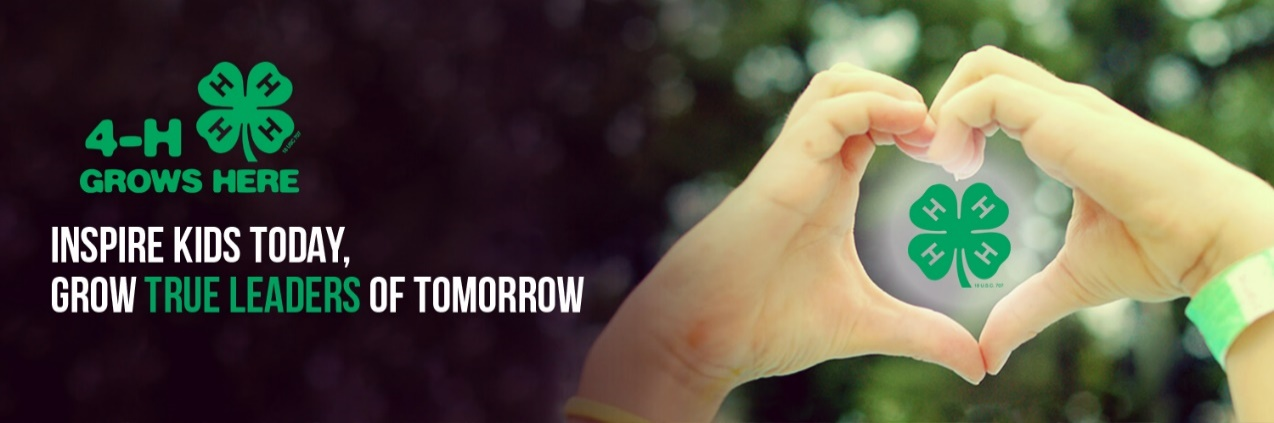 4-H
H H
H H
GROWS HERE
INSPIRE KIDS TODAY,
GROW TRUE LEADERS OF TOMORROW
H H
H H